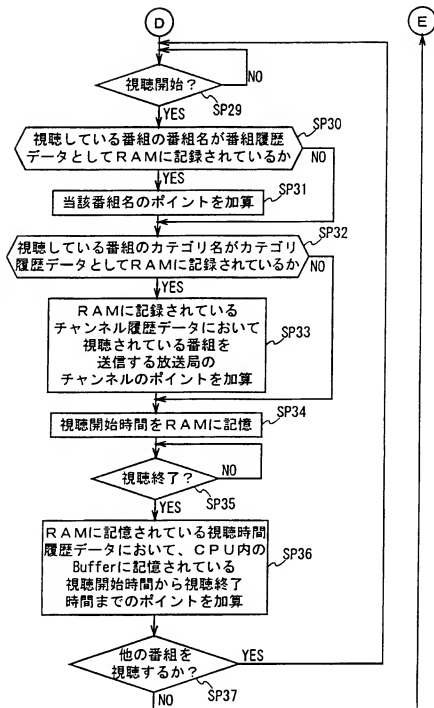 D
E
視聴開始?
NO
YES
SP29
SP30
視聴している番組の番組名が番組履歴
データとしてRAMに記録されているか
NO
YES
SP31
当該番組名のポイントを加算
SP32
視聴している番組のカテゴリ名がカテゴリ
履歴データとしてRAMに記録されているか
NO
YES
RAMに記録されている
チャンネル履歴データにおいて
視聴されている番組を
送信する放送局の
チャンネルのポイントを加算
SP33
SP34
視聴開始時間をRAMに記憶
視聴終了?
NO
YES
SP35
RAMに記憶されている視聴時間
履歴データにおいて、CPU内の
Bufferに記憶されている
視聴開始時間から視聴終了
時間までのポイントを加算
SP36
他の番組を
視聴するか?
YES
NO
SP37